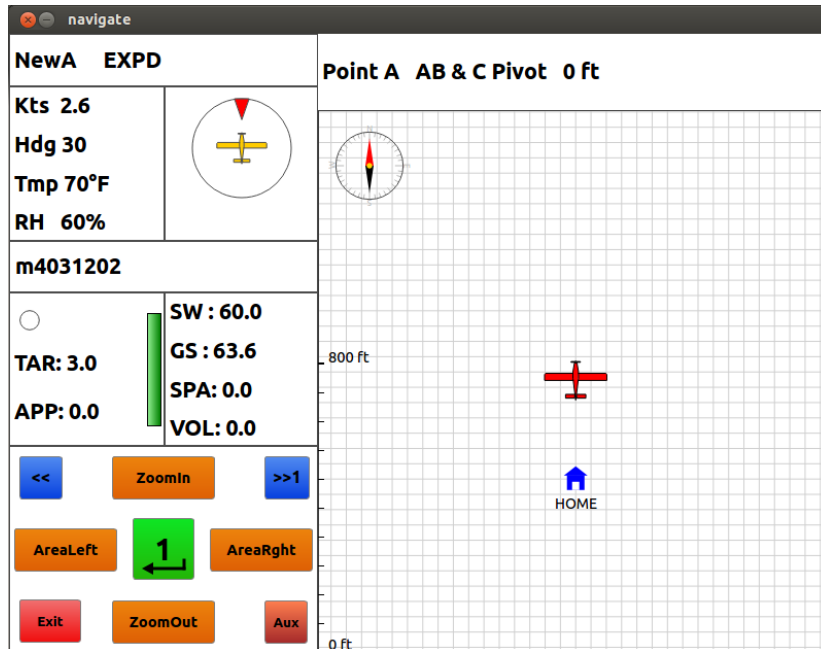 navigate
NewA EXPD
Point A AB & C Pivot 0 ft
Kts 2.6
Hdg 30
Tmp 70°F
RH 60%
m4031202
TAR: 3.0
APP: 0.0
SW : 60.0
GS : 63.6
SPA: 0.0
VOL: 0.0
<< ZoomIn >>1
AreaLeft 1 AreaRght
Exit ZoomOut Aux
N
S
W
800 ft
HOME
0 ft